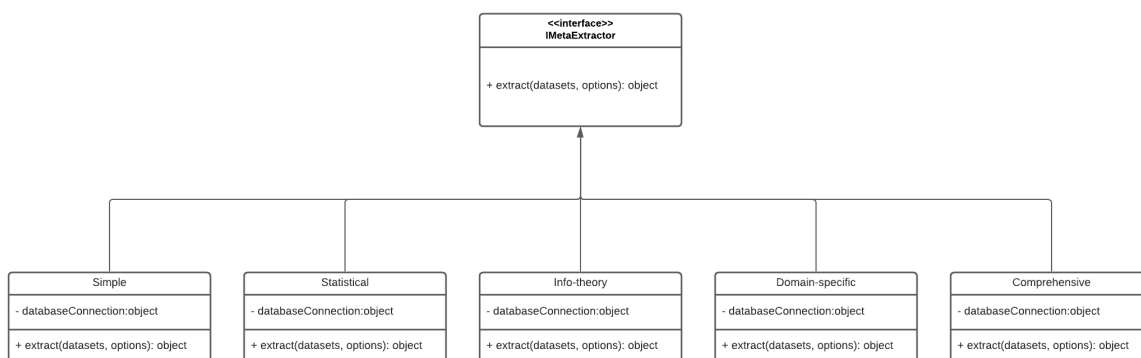 <<interface>>
IMetaExtractor
+ extract(datasets, options): object
Simple
- databaseConnection:object
+ extract(datasets, options): object
Statistical
- databaseConnection:object
+ extract(datasets, options): object
Info-theory
- databaseConnection:object
+ extract(datasets, options): object
Domain-specific
- databaseConnection:object
+ extract(datasets, options): object
Comprehensive
- databaseConnection:object
+ extract(datasets, options): object